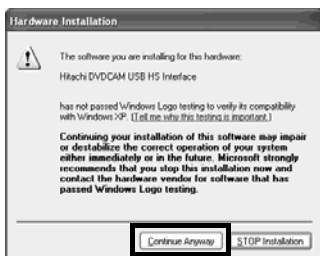 Hardware Installation
The software you are installing for this hardware:
Hitachi DVDCAM USB HS Interface
has not passed Windows Logo testing to verify its compatibility
with Windows XP. (Tell me why this testing is important.)
Continuing your installation of this software may impair
or destabilize the correct operation of your system
either immediately or in the future. Microsoft strongly
recommends that you stop this installation now and
contact the hardware vendor for software that has
passed Windows Logo testing.
Continue Anyway
STOP Installation